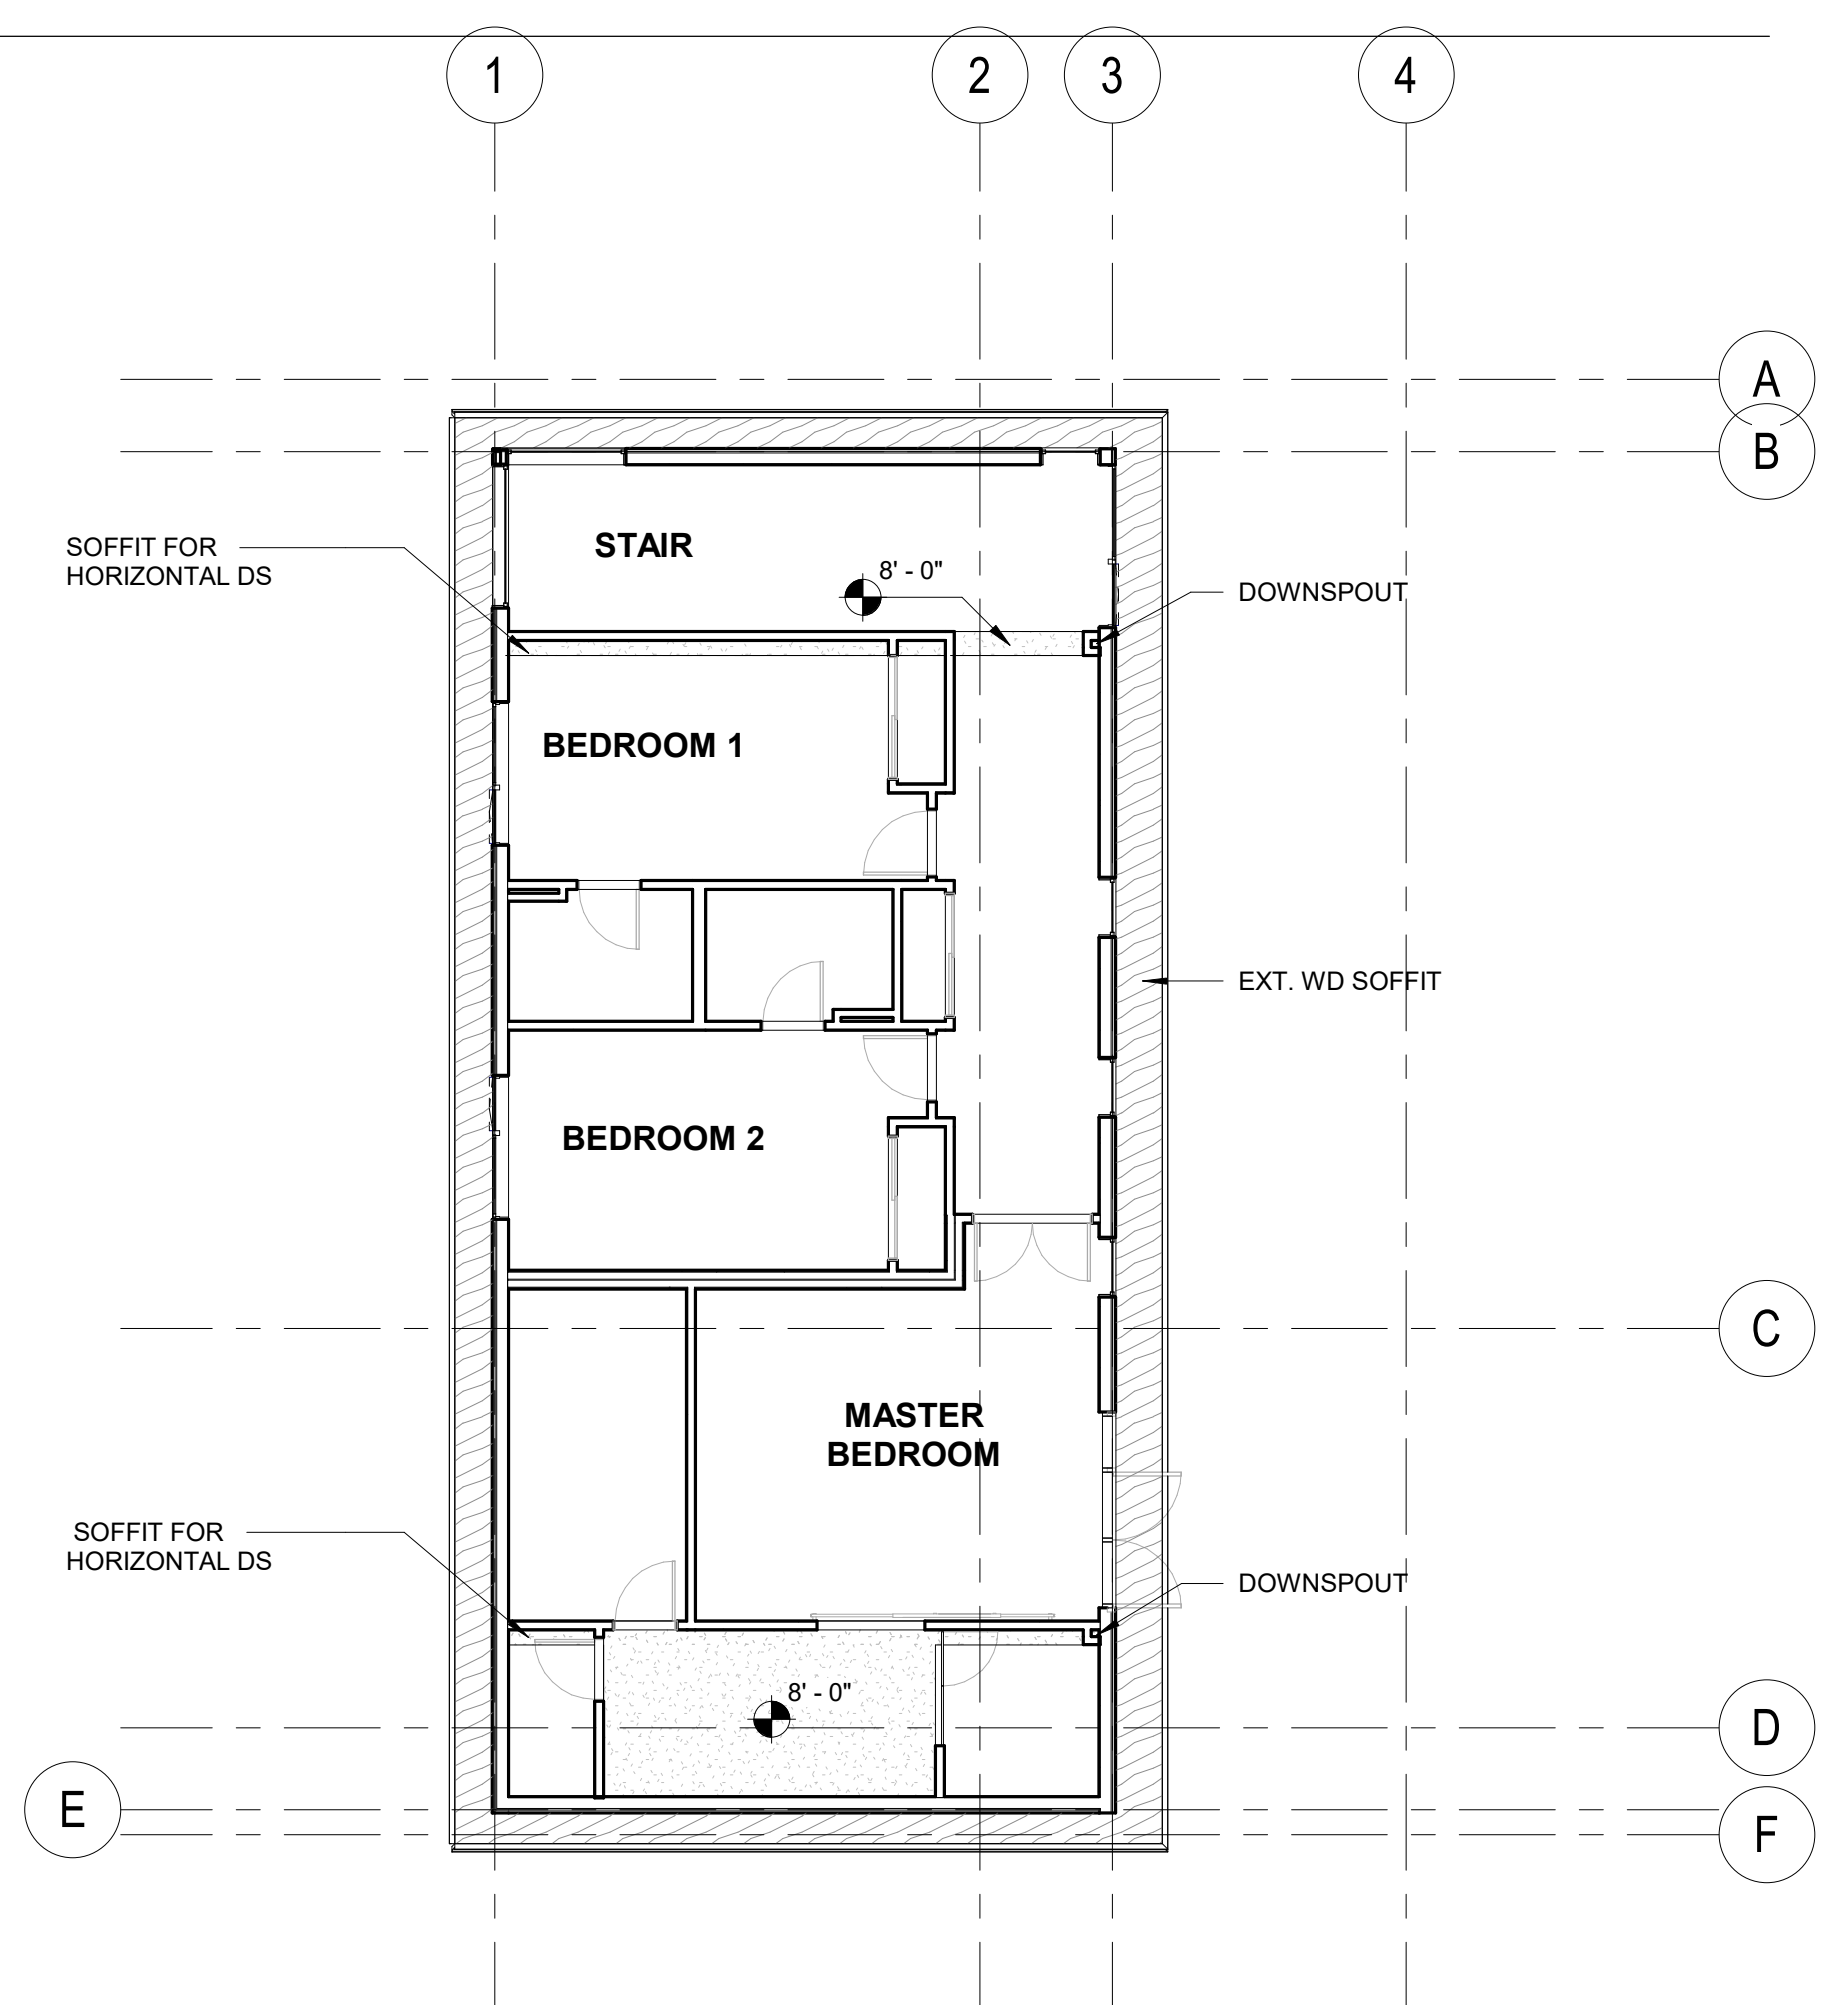 1
2
3
4
A
B
STAIR
SOFFIT FOR
HORIZONTAL DS
8' - 0"
DOWNSPOUT
BEDROOM 1
EXT. WD SOFFIT
BEDROOM 2
C
MASTER
BEDROOM
SOFFIT FOR
HORIZONTAL DS
DOWNSPOUT
8' - 0"
D
E
F